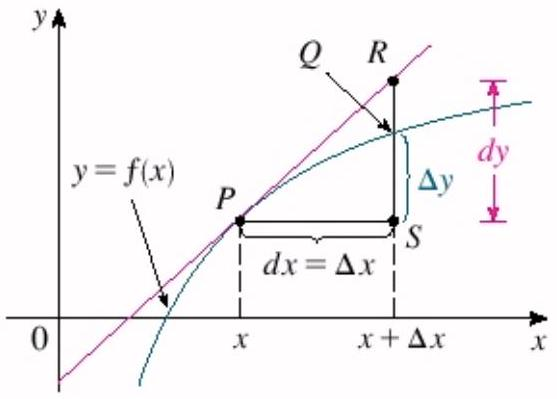 y
Q R
y = f(x)
dy
P
Δy
S
dx = Δx
0 x x + Δx x